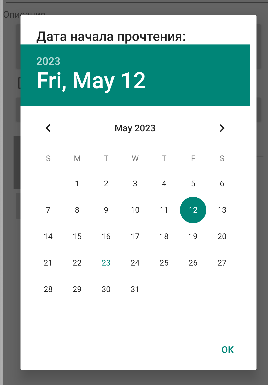 Описание
Дата начала прочтения:
2023
Fri, May 12
May 2023
S M T W T F S
1 2 3 4 5 6
7 8 9 10 11 12 13
14 15 16 17 18 19 20
21 22 23 24 25 26 27
28 29 30 31
OK